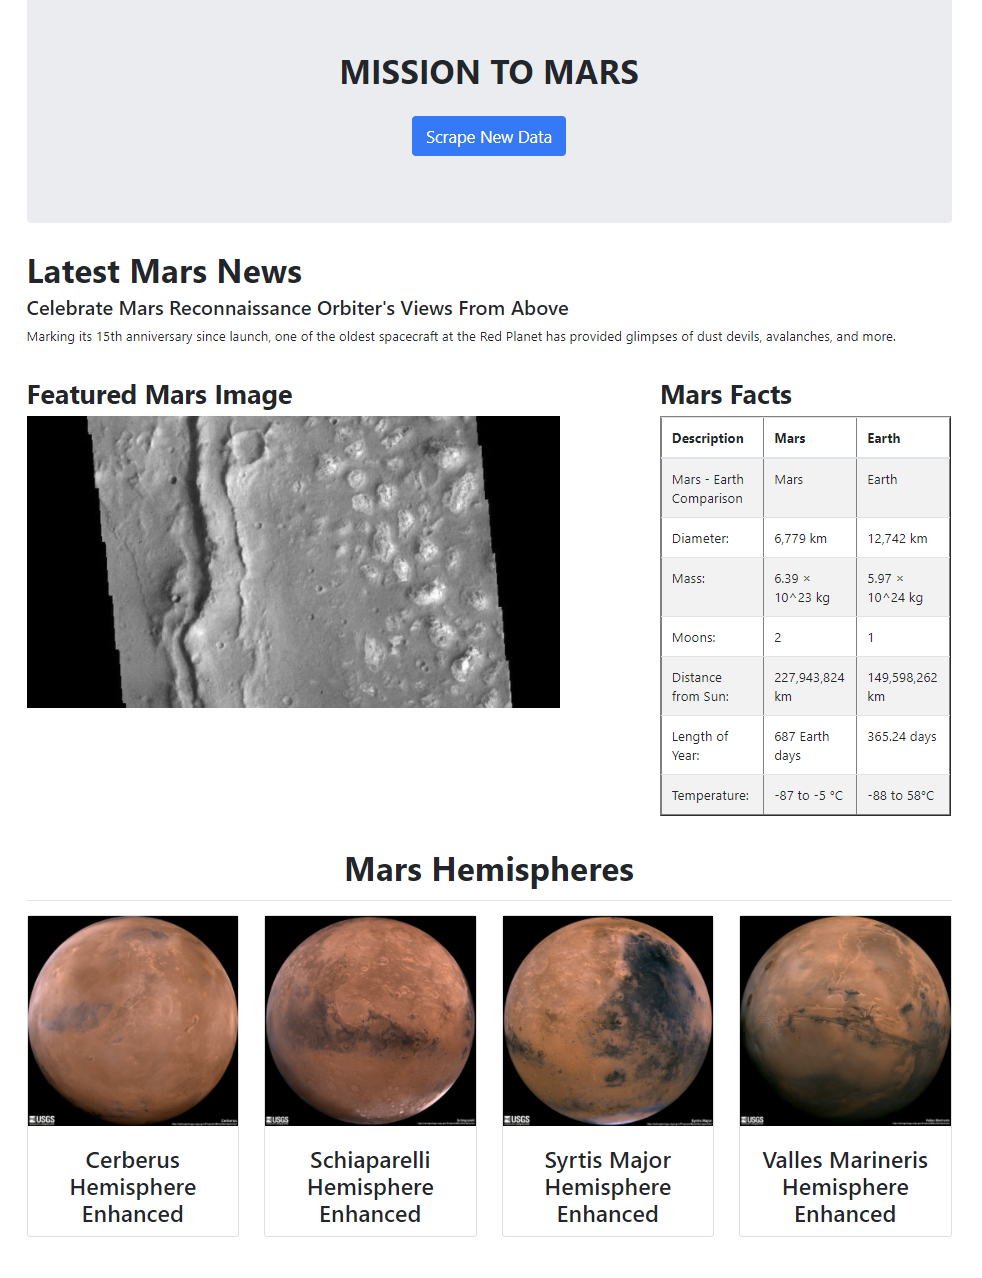 MISSION TO MARS
Scrape New Data
Latest Mars News
Celebrate Mars Reconnaissance Orbiter's Views From Above
Marking its 15th anniversary since launch, one of the oldest spacecraft at the Red Planet has provided glimpses of dust devils, avalanches, and more.
Featured Mars Image
Mars Facts
Description Mars Earth
Mars - Earth Comparison Mars Earth
Diameter: 6,779 km 12,742 km
Mass: 6.39 × 10^23 kg 5.97 × 10^24 kg
Moons: 2 1
Distance from Sun: 227,943,824 km 149,598,262 km
Length of Year: 687 Earth days 365.24 days
Temperature: -87 to -5 °C -88 to 58°C
Mars Hemispheres
USGS
USGS
USGS
USGS
Cerberus
Hemisphere
Enhanced
Schiaparelli
Hemisphere
Enhanced
Syrtis Major
Hemisphere
Enhanced
Valles Marineris
Hemisphere
Enhanced